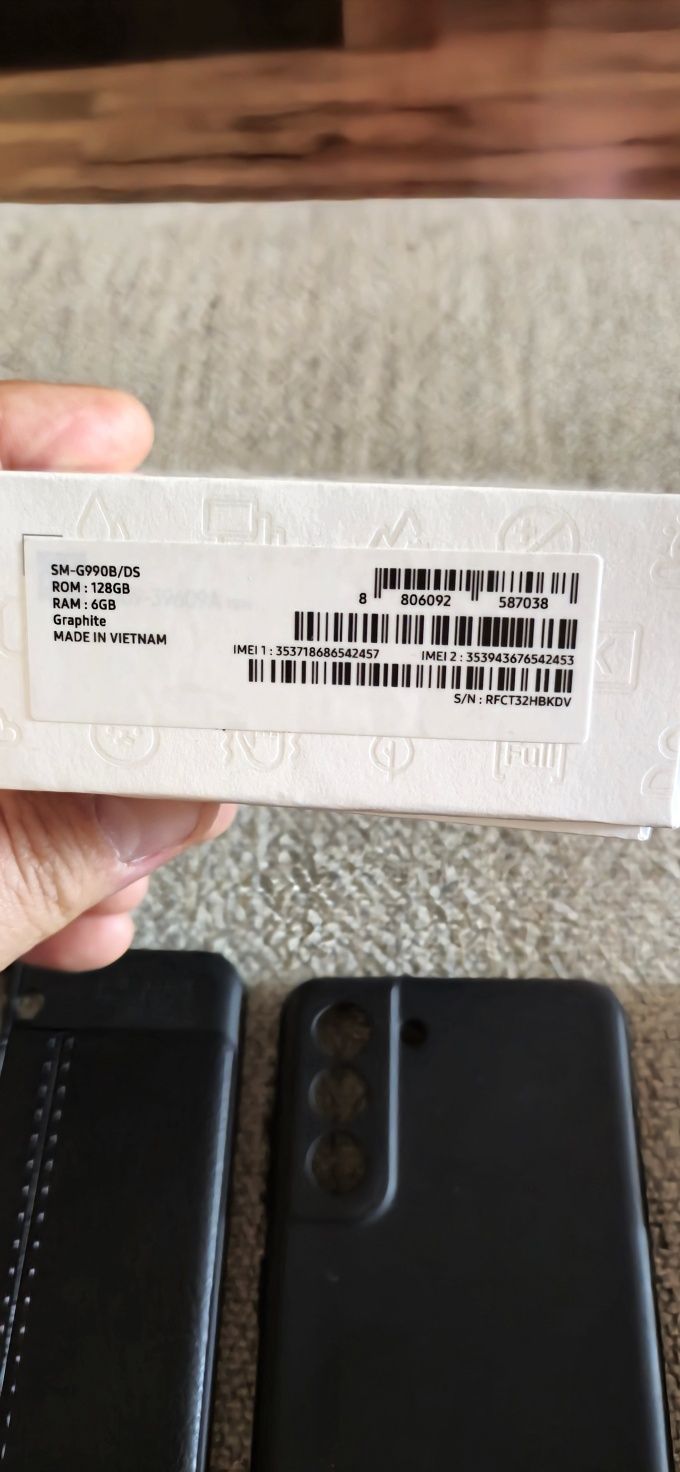 SM-G990B/DS
ROM : 128GB
RAM : 6GB
Graphite
MADE IN VIETNAM
8 806092 587038
IMEI 1 : 353718686542457 IMEI 2 : 353943676542453
S/N : RFCT32HBKDV
[Full]